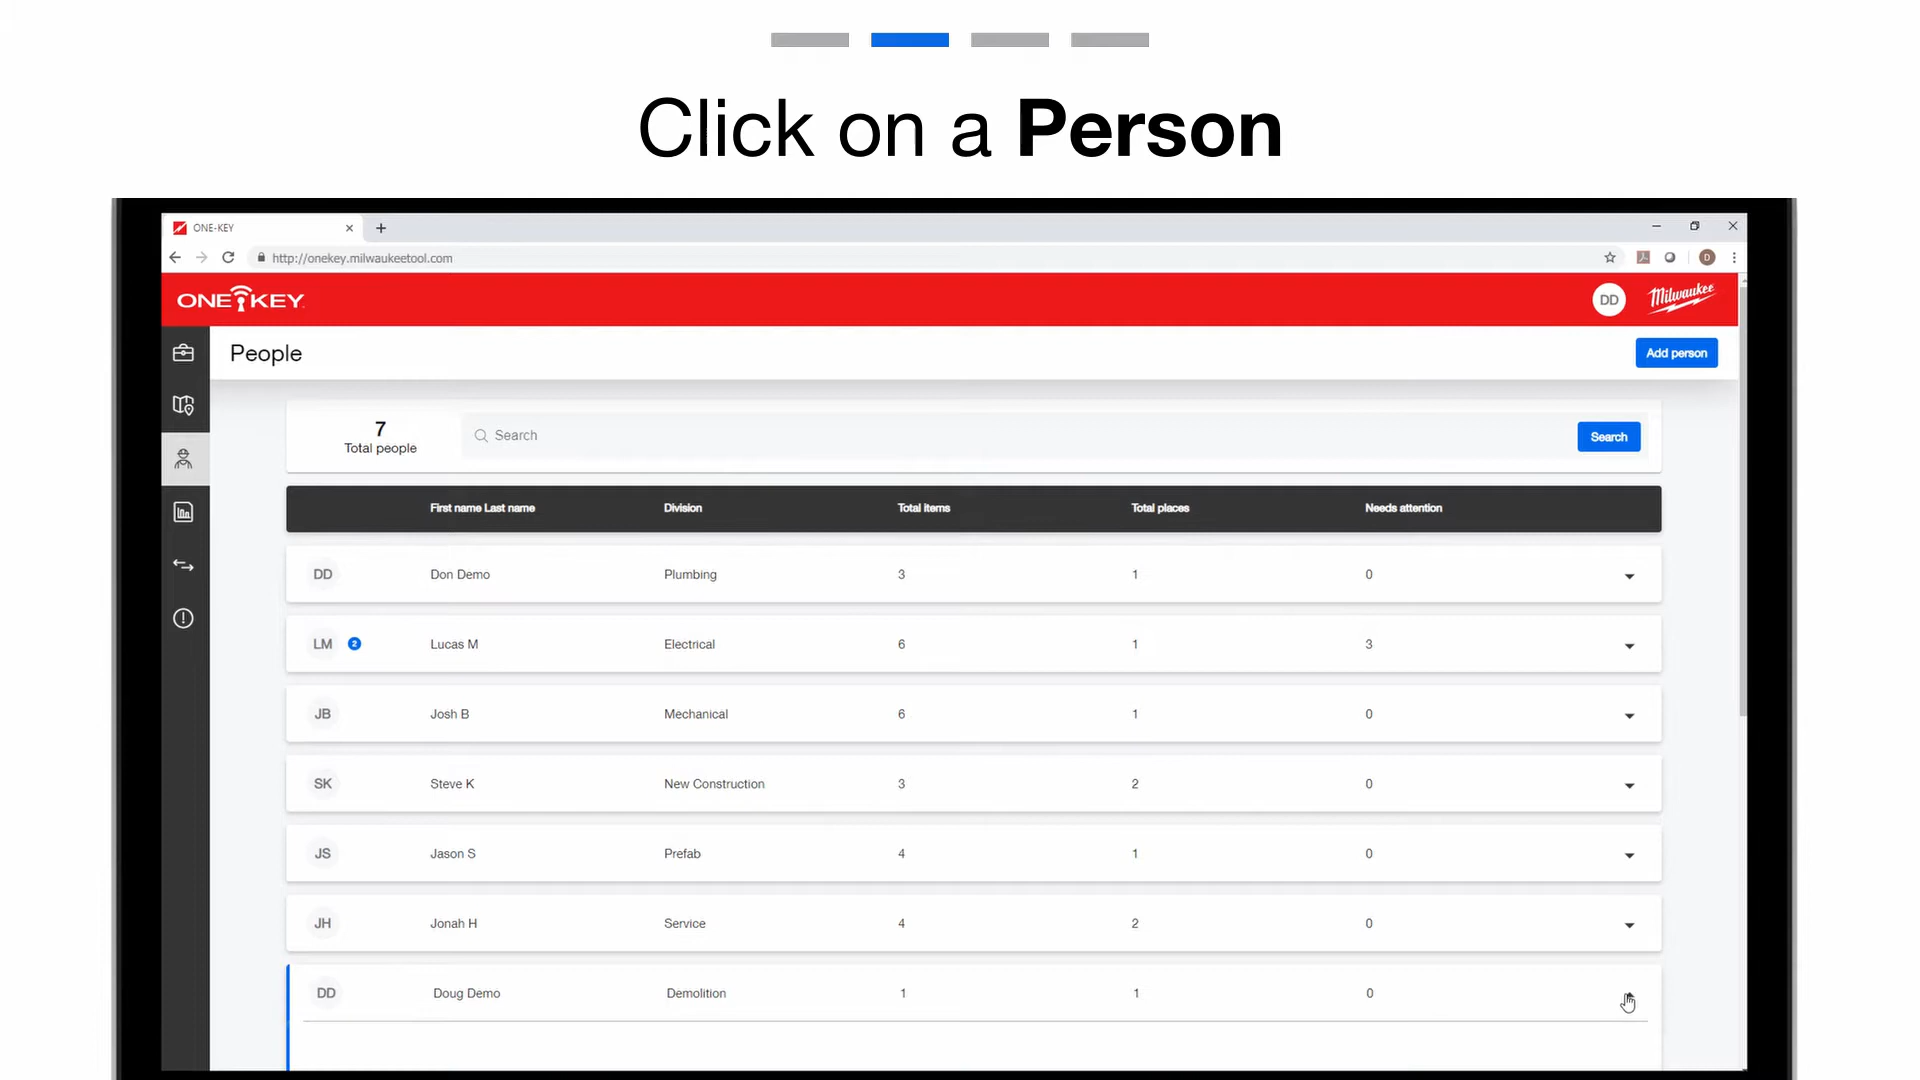 Click on a Person
ONE-KEY
http://onekey.milwaukeetool.com
D
ONE KEY
DD
Milwaukee
People
Add person
7
Total people
Search
Search
First name Last name Division Total items Total places Needs attention
DD Don Demo Plumbing 3 1 0
LM 2 Lucas M Electrical 6 1 3
JB Josh B Mechanical 6 1 0
SK Steve K New Construction 3 2 0
JS Jason S Prefab 4 1 0
JH Jonah H Service 4 2 0
DD Doug Demo Demolition 1 1 0